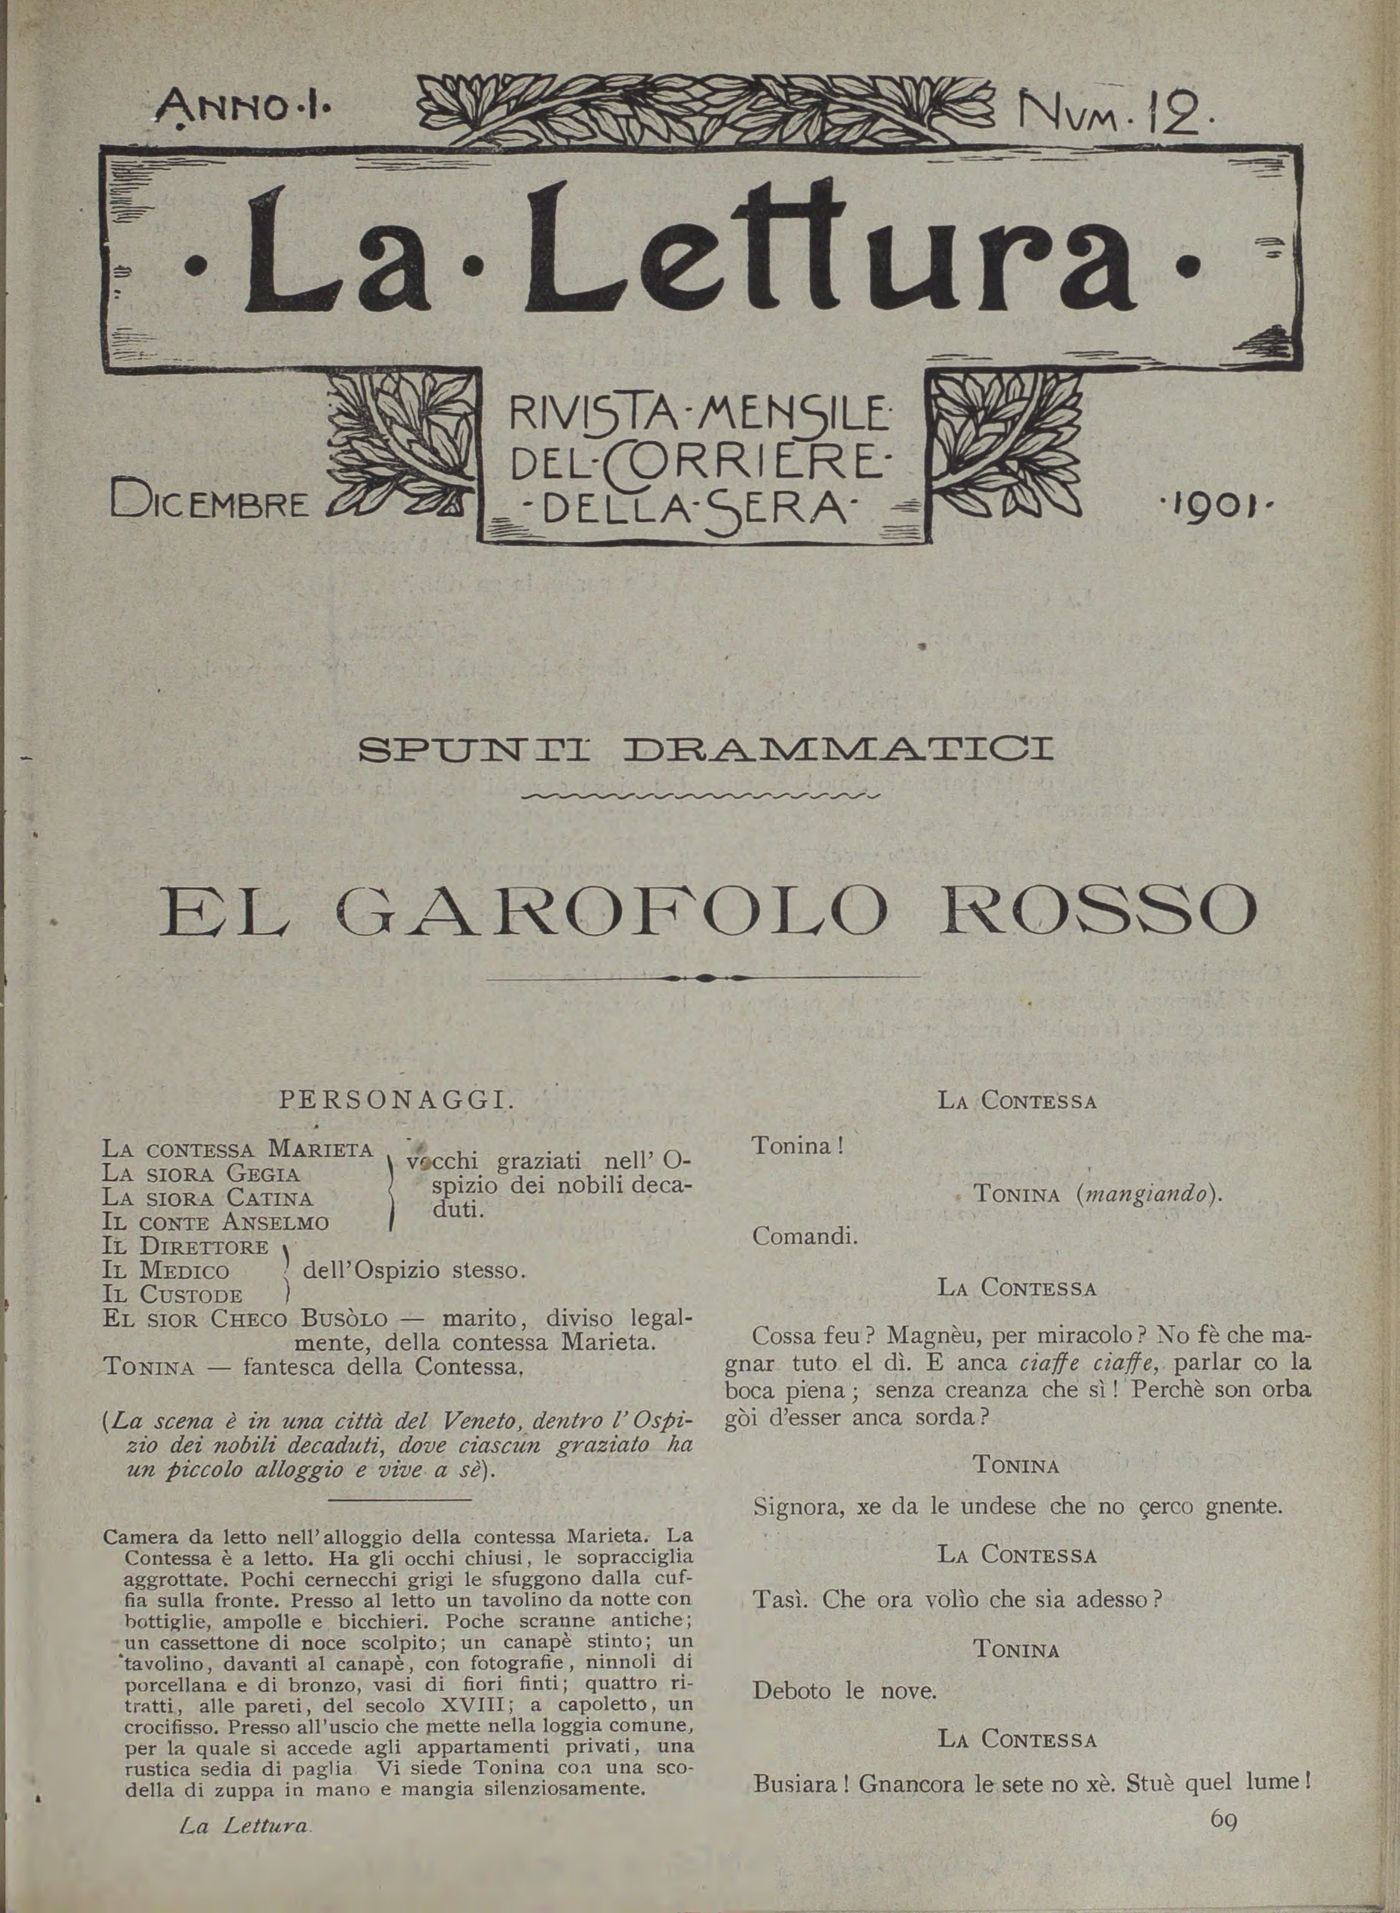 Anno · I ·
Num. 12.
· La · Lettura ·
RIVISTA - MENSILE
DEL - CORRIERE -
- DELLA - SERA -
Dicembre
· 1901 ·
SPUNTI DRAMMATICI
EL GAROFOLO ROSSO
PERSONAGGI.
La contessa Marieta
La siora Gegia
La siora Catina
Il conte Anselmo
vecchi graziati nell' O-
spizio dei nobili deca-
duti.
Il Direttore
Il Medico
Il Custode
dell'Ospizio stesso.
El sior Checo Busòlo — marito, diviso legal-
mente, della contessa Marieta.
Tonina — fantesca della Contessa.
(La scena è in una città del Veneto, dentro l'Ospi-
zio dei nobili decaduti, dove ciascun graziato ha
un piccolo alloggio e vive a sè).
Camera da letto nell'alloggio della contessa Marieta. La
Contessa è a letto. Ha gli occhi chiusi, le sopracciglia
aggrottate. Pochi cernecchi grigi le sfuggono dalla cuf-
fia sulla fronte. Presso al letto un tavolino da notte con
bottiglie, ampolle e bicchieri. Poche scranne antiche;
un cassettone di noce scolpito; un canapè stinto; un
tavolino, davanti al canapè, con fotografie, ninnoli di
porcellana e di bronzo, vasi di fiori finti; quattro ri-
tratti, alle pareti, del secolo XVIII; a capoletto, un
crocifisso. Presso all'uscio che mette nella loggia comune,
per la quale si accede agli appartamenti privati, una
rustica sedia di paglia Vi siede Tonina con una sco-
della di zuppa in mano e mangia silenziosamente.
La Lettura.
La Contessa
Tonina!
Tonina (mangiando).
Comandi.
La Contessa
Cossa feu? Magnèu, per miracolo? No fè che ma-
gnar tuto el dì. E anca ciaffe ciaffe, parlar co la
boca piena; senza creanza che sì! Perchè son orba
gòi d'esser anca sorda?
Tonina
Signora, xe da le undese che no çerco gnente.
La Contessa
Tasì. Che ora volìo che sia adesso?
Tonina
Deboto le nove.
La Contessa
Busiara! Gnancora le sete no xè. Stuè quel lume!
69